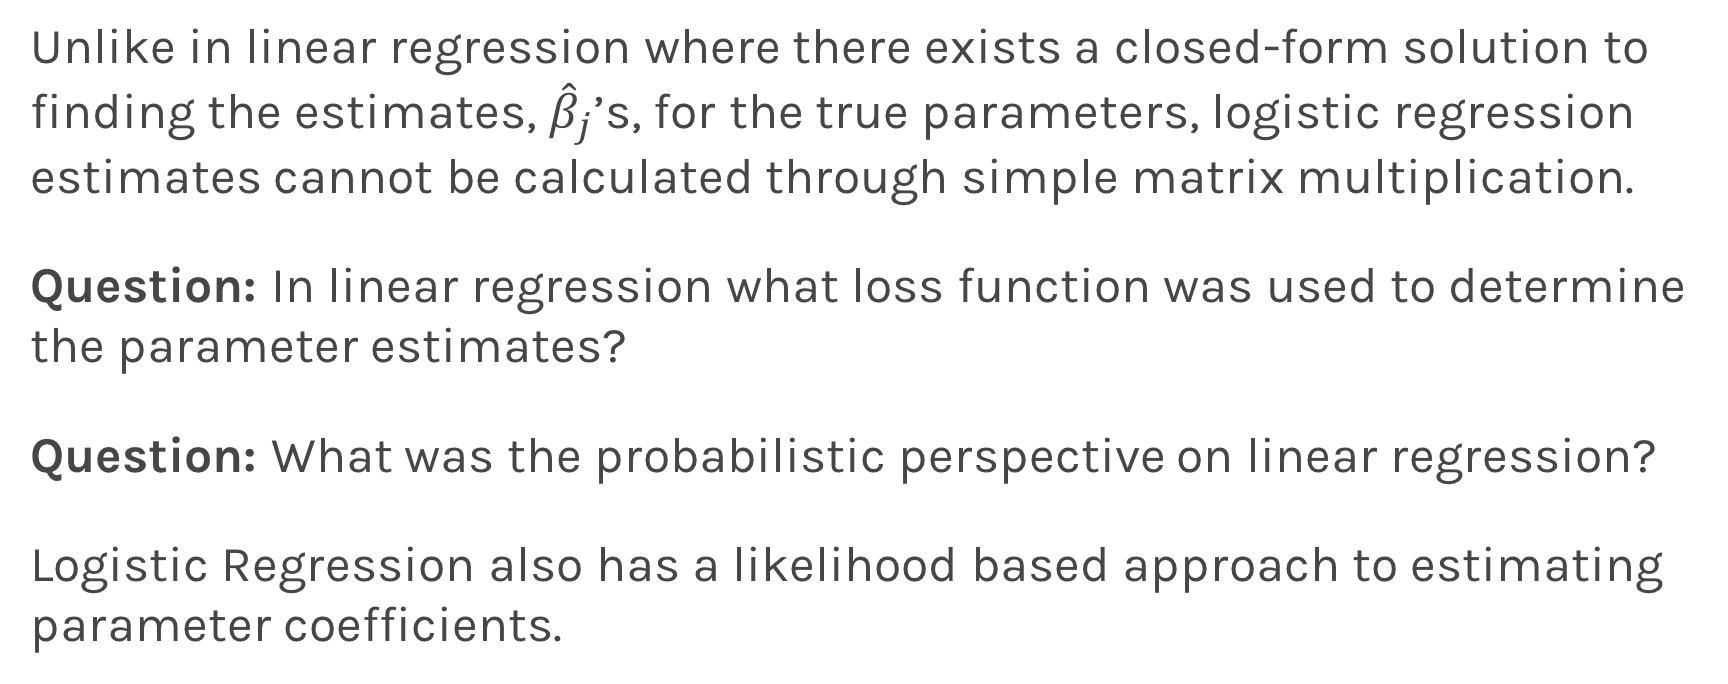 Unlike in linear regression where there exists a closed-form solution to
finding the estimates, β̂ⱼ’s, for the true parameters, logistic regression
estimates cannot be calculated through simple matrix multiplication.
Question: In linear regression what loss function was used to determine
the parameter estimates?
Question: What was the probabilistic perspective on linear regression?
Logistic Regression also has a likelihood based approach to estimating
parameter coefficients.